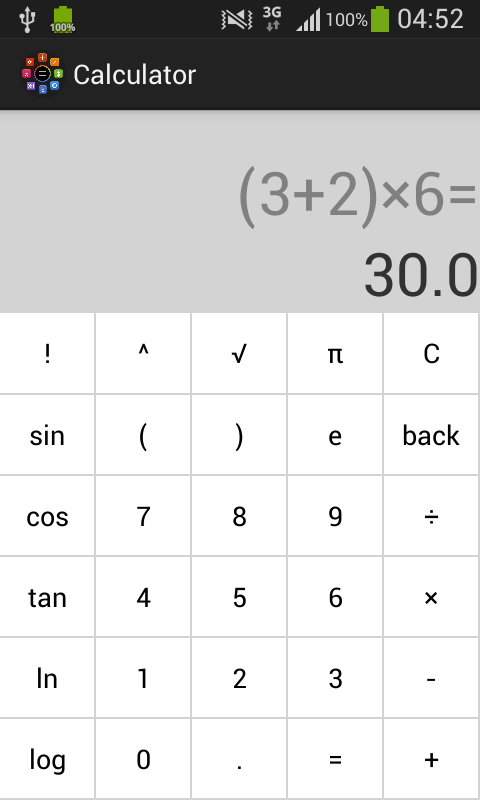 100% 3G 100% 04:52
Calculator
(3+2)×6=
30.0
! ^ √ π C
sin ( ) e back
cos 7 8 9 ÷
tan 4 5 6 ×
ln 1 2 3 -
log 0 . = +